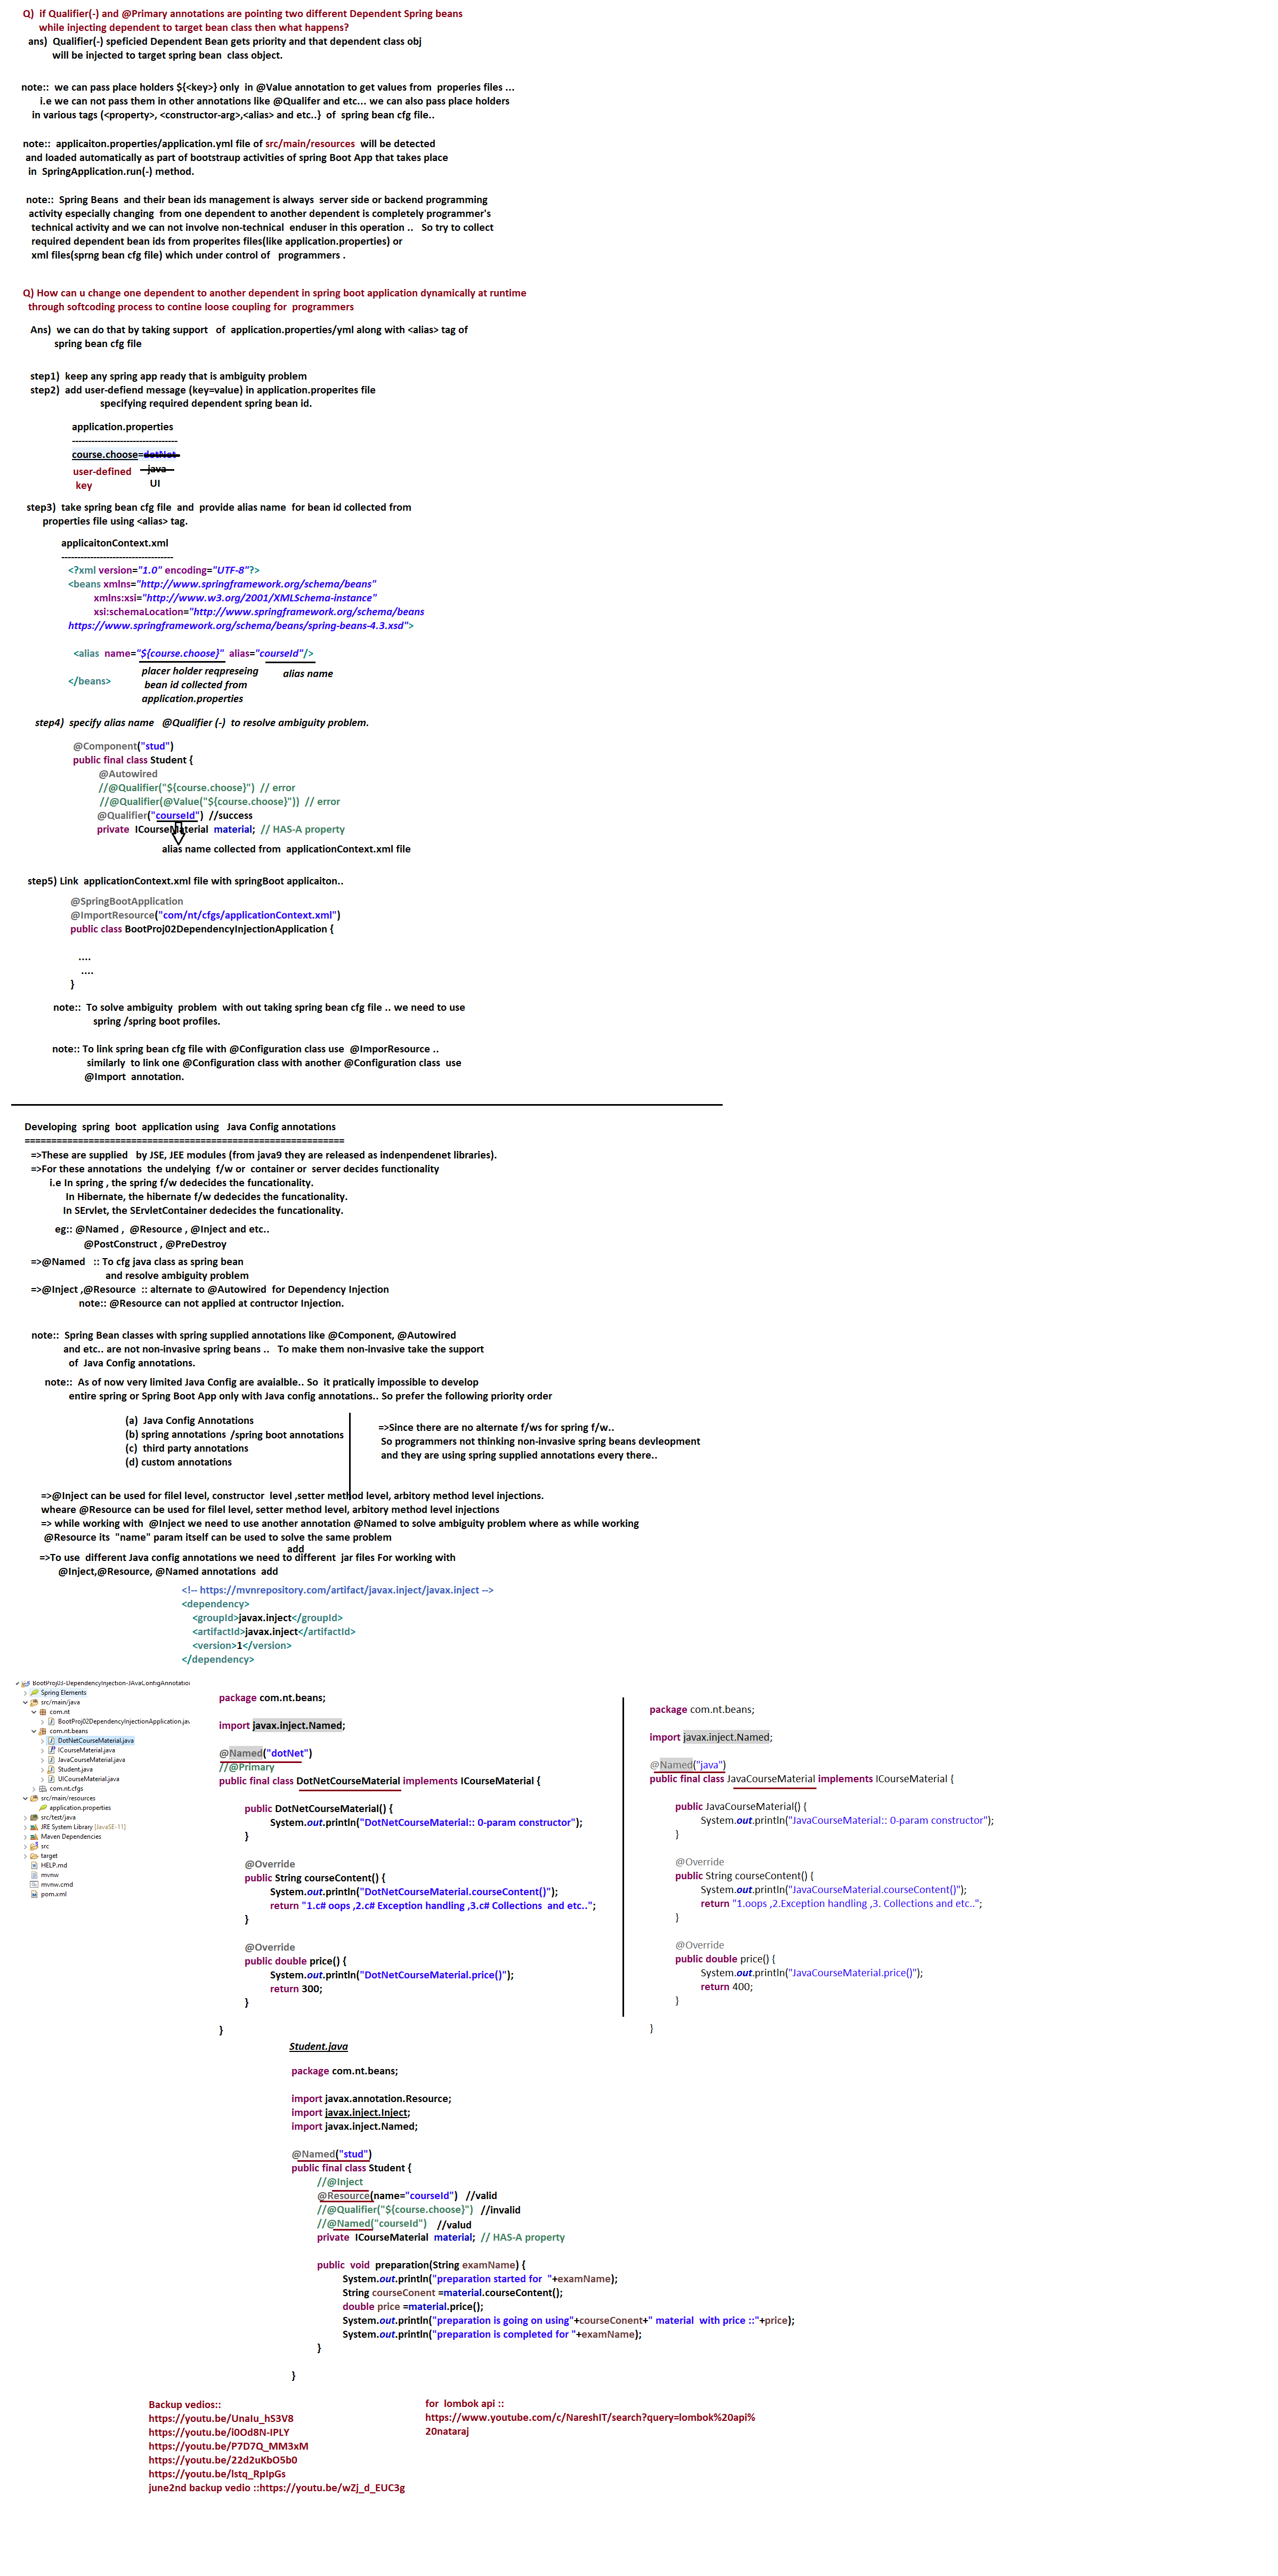 Q)  if Qualifier(-) and @Primary annotations are pointing two different Dependent Spring beans
while injecting dependent to target bean class then what happens?
ans)  Qualifier(-) speficied Dependent Bean gets priority and that dependent class obj
will be injected to target spring bean  class object.
note::  we can pass place holders ${<key>} only  in @Value annotation to get values from  properies files ...
i.e we can not pass them in other annotations like @Qualifer and etc... we can also pass place holders
in various tags (<property>, <constructor-arg>,<alias> and etc..}  of  spring bean cfg file..
note::  applicaiton.properties/application.yml file of src/main/resources  will be detected
and loaded automatically as part of bootstraup activities of spring Boot App that takes place
in  SpringApplication.run(-) method.
note::  Spring Beans  and their bean ids management is always  server side or backend programming
activity especially changing  from one dependent to another dependent is completely programmer's
technical activity and we can not involve non-technical  enduser in this operation ..   So try to collect
required dependent bean ids from properites files(like application.properties) or
xml files(sprng bean cfg file) which under control of   programmers .
Q) How can u change one dependent to another dependent in spring boot application dynamically at runtime
through softcoding process to contine loose coupling for  programmers
Ans)  we can do that by taking support   of  application.properties/yml along with <alias> tag of
spring bean cfg file
step1)  keep any spring app ready that is ambiguity problem
step2)  add user-defiend message (key=value) in application.properites file
specifying required dependent spring bean id.
application.properties
---------------------------------
course.choose=dotNet
user-defined java
key UI
step3)  take spring bean cfg file  and  provide alias name  for bean id collected from
properties file using <alias> tag.
applicaitonContext.xml
-----------------------------------
<?xml version="1.0" encoding="UTF-8"?>
<beans xmlns="http://www.springframework.org/schema/beans"
xmlns:xsi="http://www.w3.org/2001/XMLSchema-instance"
xsi:schemaLocation="http://www.springframework.org/schema/beans
https://www.springframework.org/schema/beans/spring-beans-4.3.xsd">
<alias  name="${course.choose}"  alias="courseId"/>
placer holder reqpreseing alias name
</beans> bean id collected from
application.properties
step4)  specify alias name   @Qualifier (-)  to resolve ambiguity problem.
@Component("stud")
public final class Student {
@Autowired
//@Qualifier("${course.choose}")  // error
//@Qualifier(@Value("${course.choose}"))  // error
@Qualifier("courseId")  //success
private  ICourseMaterial  material;  // HAS-A property
alias name collected from  applicationContext.xml file
step5) Link  applicationContext.xml file with springBoot applicaiton..
@SpringBootApplication
@ImportResource("com/nt/cfgs/applicationContext.xml")
public class BootProj02DependencyInjectionApplication {
....
....
}
note::  To solve ambiguity  problem  with out taking spring bean cfg file .. we need to use
spring /spring boot profiles.
note:: To link spring bean cfg file with @Configuration class use  @ImporResource ..
similarly  to link one @Configuration class with another @Configuration class  use
@Import  annotation.
Developing  spring  boot  application using   Java Config annotations
============================================================
=>These are supplied   by JSE, JEE modules (from java9 they are released as indenpendenet libraries).
=>For these annotations  the undelying  f/w or  container or  server decides functionality
i.e In spring , the spring f/w dedecides the funcationality.
In Hibernate, the hibernate f/w dedecides the funcationality.
In SErvlet, the SErvletContainer dedecides the funcationality.
eg:: @Named ,  @Resource , @Inject and etc..
@PostConstruct , @PreDestroy
=>@Named   :: To cfg java class as spring bean
and resolve ambiguity problem
=>@Inject ,@Resource  :: alternate to @Autowired  for Dependency Injection
note:: @Resource can not applied at contructor Injection.
note::  Spring Bean classes with spring supplied annotations like @Component, @Autowired
and etc.. are not non-invasive spring beans ..   To make them non-invasive take the support
of  Java Config annotations.
note::  As of now very limited Java Config are avaialble.. So  it pratically impossible to develop
entire spring or Spring Boot App only with Java config annotations.. So prefer the following priority order
(a)  Java Config Annotations
(b) spring annotations  /spring boot annotations
(c)  third party annotations
(d) custom annotations
=>Since there are no alternate f/ws for spring f/w..
So programmers not thinking non-invasive spring beans devleopment
and they are using spring supplied annotations every there..
=>@Inject can be used for filel level, constructor  level ,setter method level, arbitory method level injections.
wheare @Resource can be used for filel level, setter method level, arbitory method level injections
=> while working with  @Inject we need to use another annotation @Named to solve ambiguity problem where as while working
@Resource its  "name" param itself can be used to solve the same problem
add
=>To use  different Java config annotations we need to different  jar files For working with
@Inject,@Resource, @Named annotations  add
<!-- https://mvnrepository.com/artifact/javax.inject/javax.inject -->
<dependency>
<groupId>javax.inject</groupId>
<artifactId>javax.inject</artifactId>
<version>1</version>
</dependency>
BootProj03-DependencyInjection-JAvaConfigAnnotation
Spring Elements
src/main/java
com.nt
BootProj02DependencyInjectionApplication.jav
com.nt.beans
DotNetCourseMaterial.java
ICourseMaterial.java
JavaCourseMaterial.java
Student.java
UICourseMaterial.java
com.nt.cfgs
src/main/resources
application.properties
src/test/java
JRE System Library [JavaSE-11]
Maven Dependencies
src
target
HELP.md
mvnw
mvnw.cmd
pom.xml
package com.nt.beans;
import javax.inject.Named;
@Named("dotNet")
//@Primary
public final class DotNetCourseMaterial implements ICourseMaterial {
public DotNetCourseMaterial() {
System.out.println("DotNetCourseMaterial:: 0-param constructor");
}
@Override
public String courseContent() {
System.out.println("DotNetCourseMaterial.courseContent()");
return "1.c# oops ,2.c# Exception handling ,3.c# Collections  and etc..";
}
@Override
public double price() {
System.out.println("DotNetCourseMaterial.price()");
return 300;
}
}
package com.nt.beans;
import javax.inject.Named;
@Named("java")
public final class JavaCourseMaterial implements ICourseMaterial {
public JavaCourseMaterial() {
System.out.println("JavaCourseMaterial:: 0-param constructor");
}
@Override
public String courseContent() {
System.out.println("JavaCourseMaterial.courseContent()");
return "1.oops ,2.Exception handling ,3. Collections and etc..";
}
@Override
public double price() {
System.out.println("JavaCourseMaterial.price()");
return 400;
}
}
Student.java
package com.nt.beans;
import javax.annotation.Resource;
import javax.inject.Inject;
import javax.inject.Named;
@Named("stud")
public final class Student {
//@Inject
@Resource(name="courseId")   //valid
//@Qualifier("${course.choose}")   //invalid
//@Named("courseId")   //valud
private  ICourseMaterial  material;  // HAS-A property
public  void  preparation(String examName) {
System.out.println("preparation started for  "+examName);
String courseConent =material.courseContent();
double price =material.price();
System.out.println("preparation is going on using"+courseConent+" material  with price ::"+price);
System.out.println("preparation is completed for "+examName);
}
}
Backup vedios::
https://youtu.be/UnaIu_hS3V8
https://youtu.be/i0Od8N-IPLY
https://youtu.be/P7D7Q_MM3xM
https://youtu.be/22d2uKbO5b0
https://youtu.be/lstq_RpIpGs
june2nd backup vedio ::https://youtu.be/wZj_d_EUC3g
for  lombok api ::
https://www.youtube.com/c/NareshIT/search?query=lombok%20api%
20nataraj